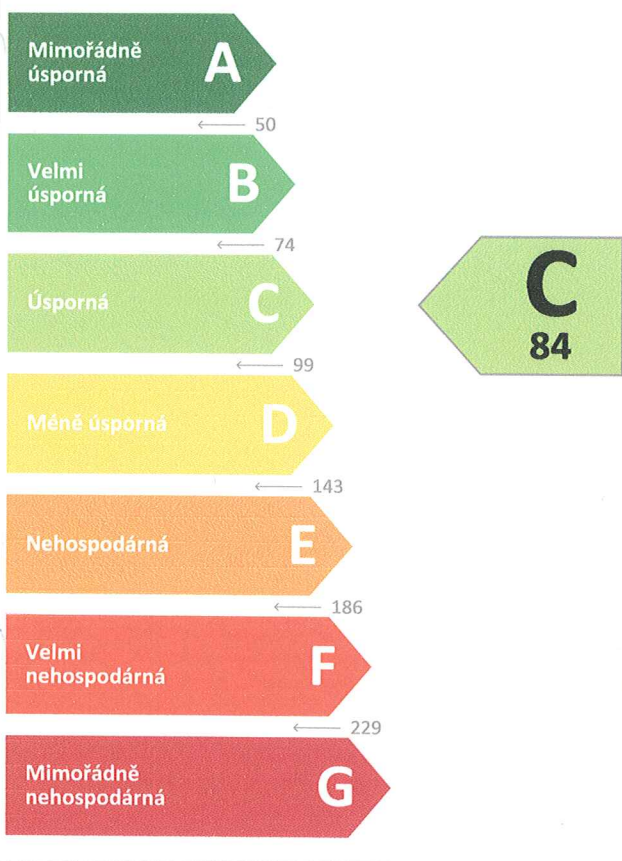 Mimořádně
úsporná
A
50
Velmi
úsporná
B
74
Úsporná
C
99
Méně úsporná
D
143
Nehospodárná
E
186
Velmi
nehospodárná
F
229
Mimořádně
nehospodárná
G
C
84